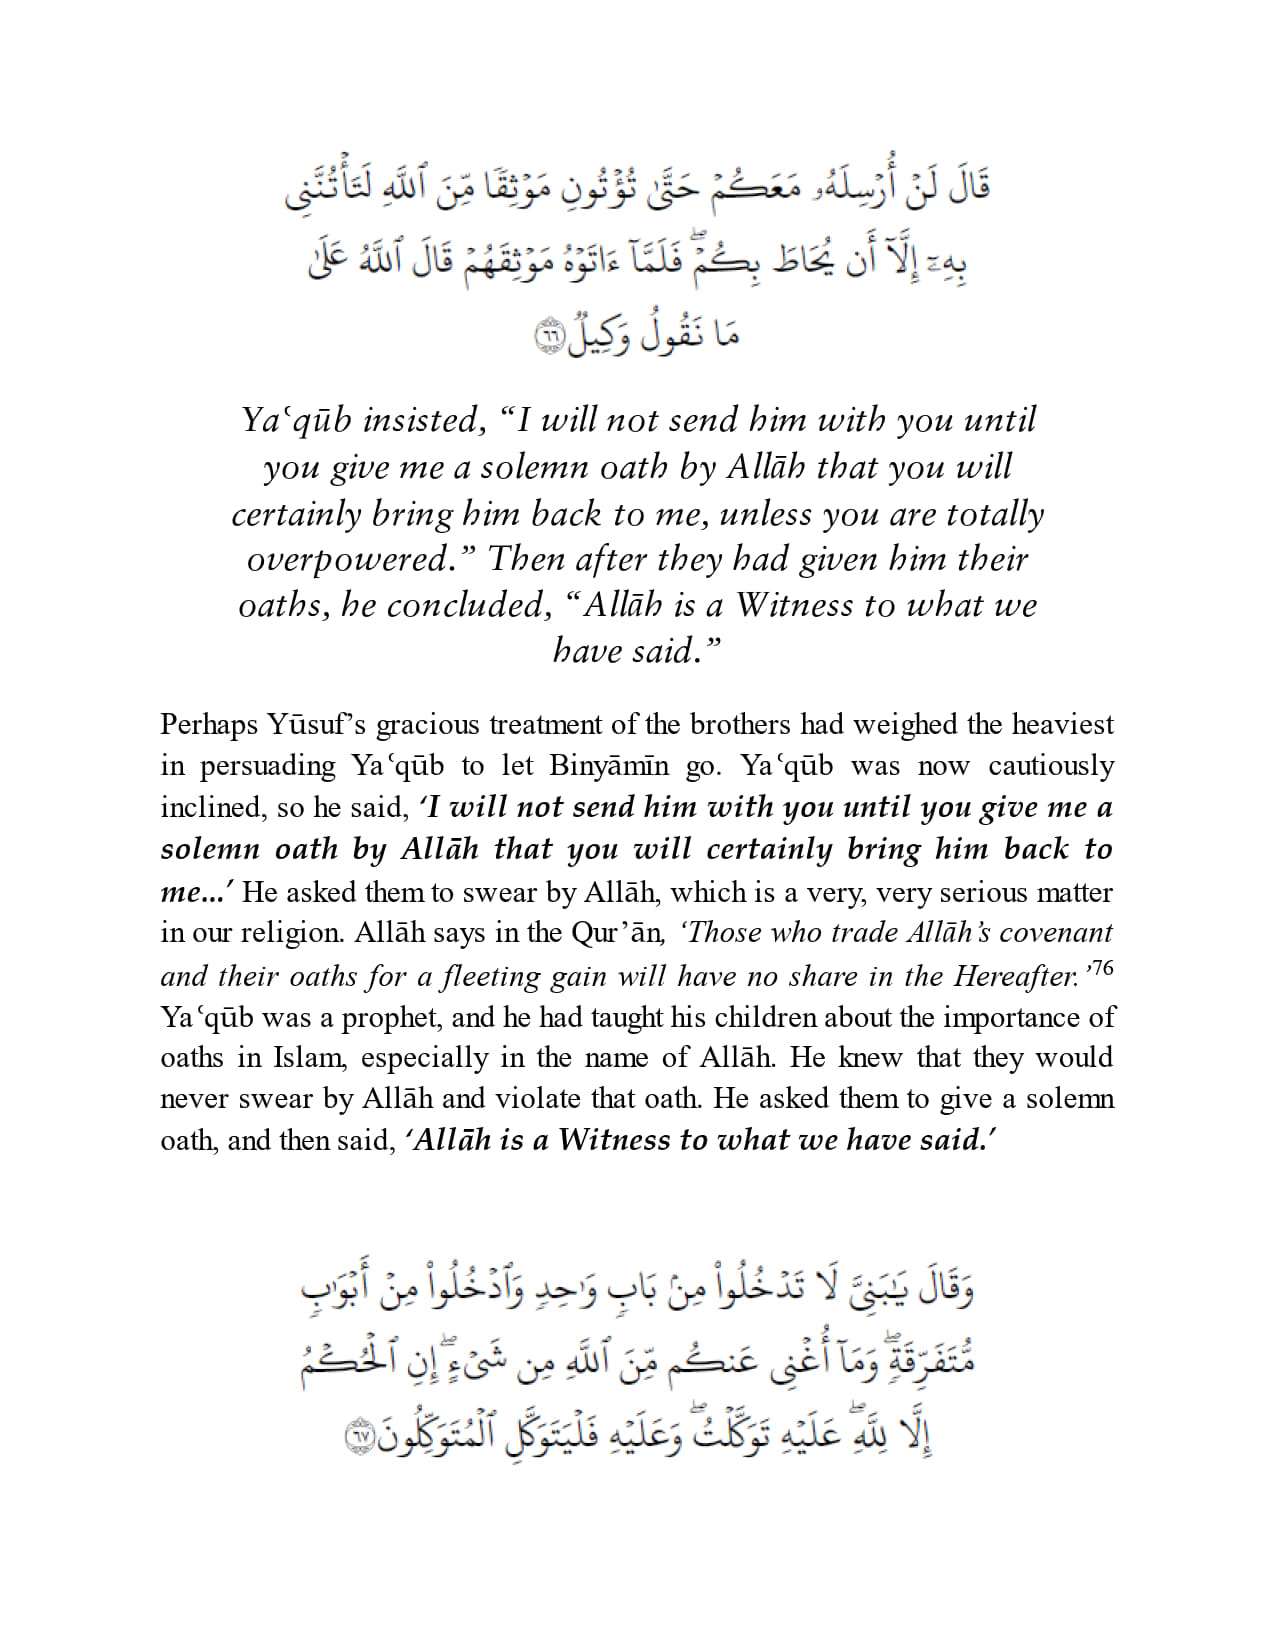 قَالَ لَنْ أُرْسِلَهُۥ مَعَكُمْ حَتَّىٰ تُؤْتُونِ مَوْثِقًا مِّنَ ٱللَّهِ لَتَأْتُنَّنِى
بِهِۦٓ إِلَّآ أَن يُحَاطَ بِكُمْ ۖ فَلَمَّآ ءَاتَوْهُ مَوْثِقَهُمْ قَالَ ٱللَّهُ عَلَىٰ
مَا نَقُولُ وَكِيلٌ ٦٦
Yaʿqūb insisted, “I will not send him with you until
you give me a solemn oath by Allāh that you will
certainly bring him back to me, unless you are totally
overpowered.” Then after they had given him their
oaths, he concluded, “Allāh is a Witness to what we
have said.”
Perhaps Yūsuf’s gracious treatment of the brothers had weighed the heaviest
in persuading Yaʿqūb to let Binyāmīn go. Yaʿqūb was now cautiously
inclined, so he said, ‘I will not send him with you until you give me a
solemn oath by Allāh that you will certainly bring him back to
me...’ He asked them to swear by Allāh, which is a very, very serious matter
in our religion. Allāh says in the Qur’ān, ‘Those who trade Allāh’s covenant
and their oaths for a fleeting gain will have no share in the Hereafter.’76
Yaʿqūb was a prophet, and he had taught his children about the importance of
oaths in Islam, especially in the name of Allāh. He knew that they would
never swear by Allāh and violate that oath. He asked them to give a solemn
oath, and then said, ‘Allāh is a Witness to what we have said.’
وَقَالَ يَـٰبَنِىَّ لَا تَدْخُلُوا۟ مِنۢ بَابٍ وَٰحِدٍ وَٱدْخُلُوا۟ مِنْ أَبْوَٰبٍ
مُّتَفَرِّقَةٍ ۖ وَمَآ أُغْنِى عَنكُم مِّنَ ٱللَّهِ مِن شَىْءٍ ۖ إِنِ ٱلْحُكْمُ
إِلَّا لِلَّهِ ۖ عَلَيْهِ تَوَكَّلْتُ ۖ وَعَلَيْهِ فَلْيَتَوَكَّلِ ٱلْمُتَوَكِّلُونَ ٦٧